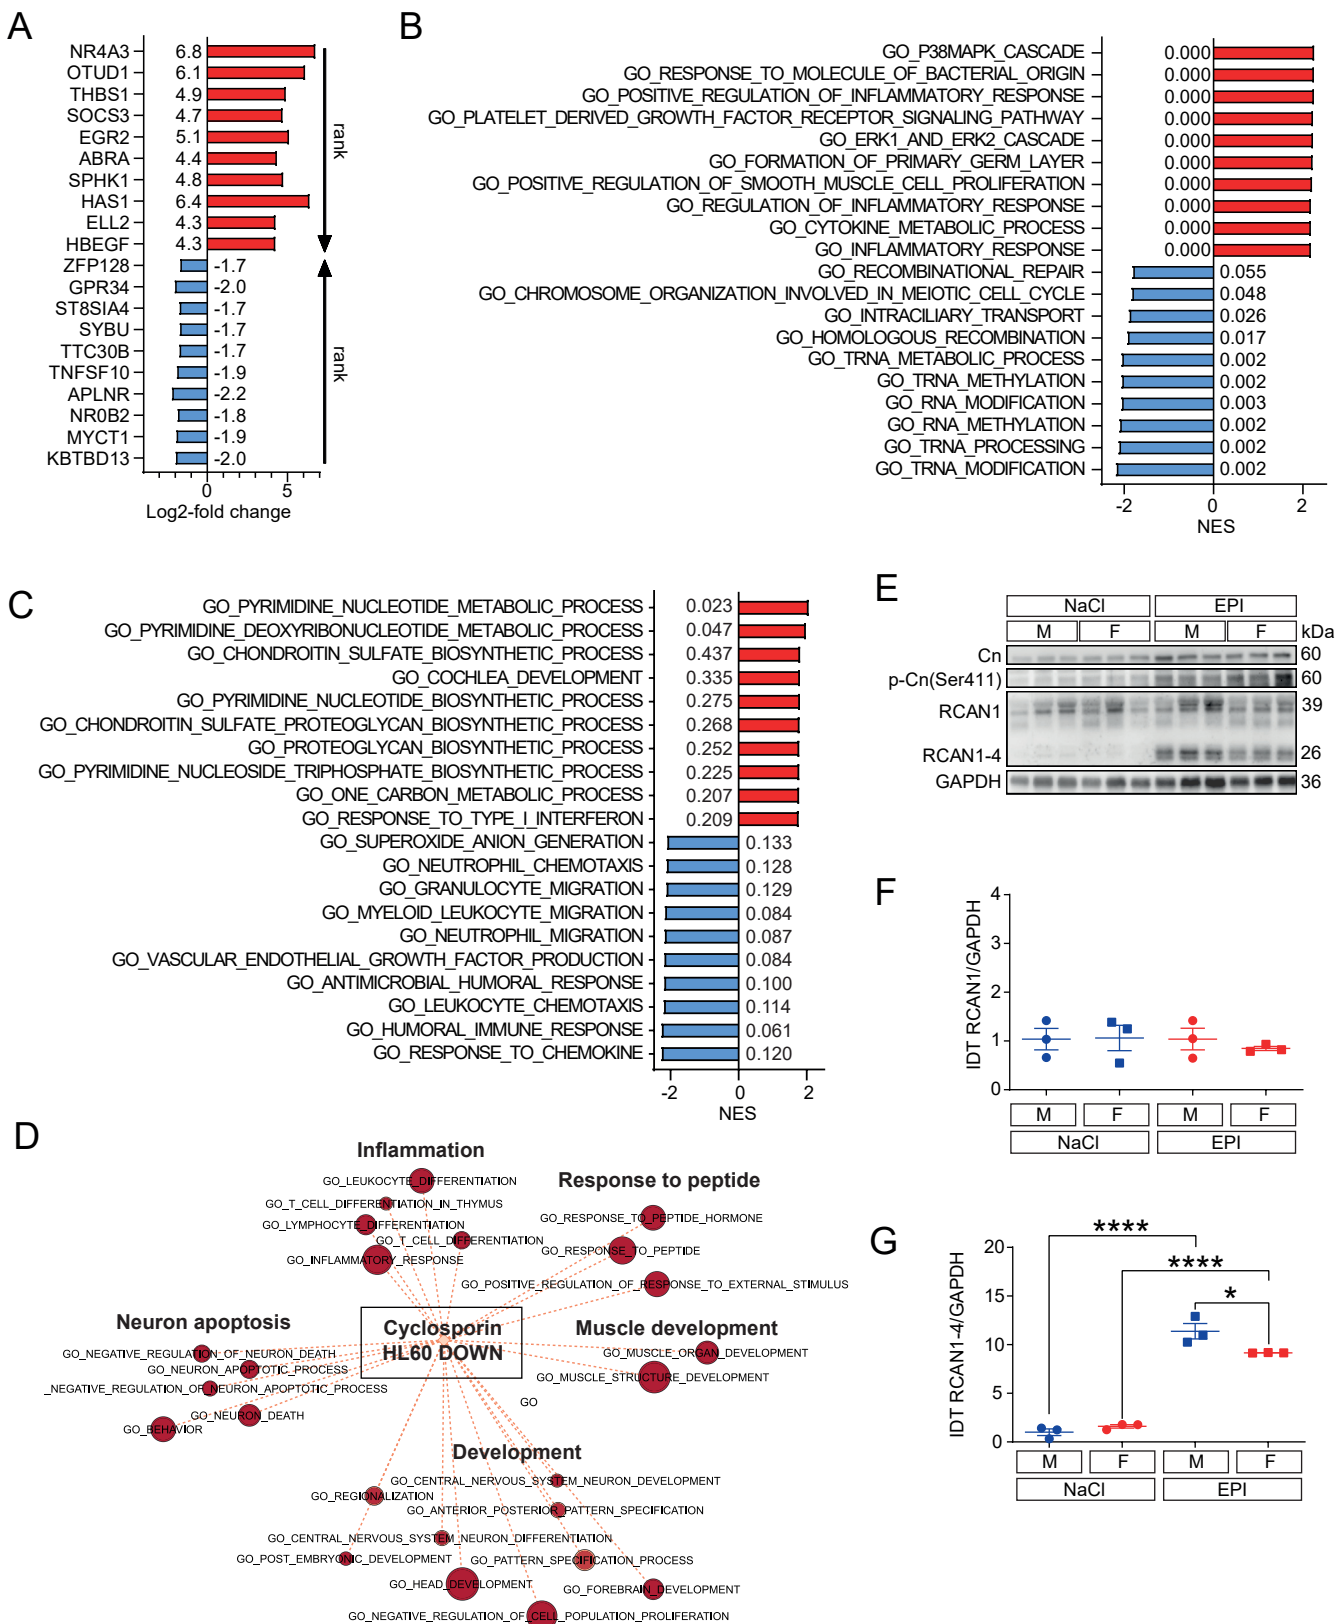 A
NR4A3 6.8
OTUD1 6.1
THBS1 4.9
SOCS3 4.7
EGR2 5.1
ABRA 4.4
SPHK1 4.8
HAS1 6.4
ELL2 4.3
HBEGF 4.3
ZFP128 -1.7
GPR34 -2.0
ST8SIA4 -1.7
SYBU -1.7
TTC30B -1.7
TNFSF10 -1.9
APLNR -2.2
NR0B2 -1.8
MYCT1 -1.9
KBTBD13 -2.0
rank
rank
0 5
Log2-fold change
B
GO_P38MAPK_CASCADE 0.000
GO_RESPONSE_TO_MOLECULE_OF_BACTERIAL_ORIGIN 0.000
GO_POSITIVE_REGULATION_OF_INFLAMMATORY_RESPONSE 0.000
GO_PLATELET_DERIVED_GROWTH_FACTOR_RECEPTOR_SIGNALING_PATHWAY 0.000
GO_ERK1_AND_ERK2_CASCADE 0.000
GO_FORMATION_OF_PRIMARY_GERM_LAYER 0.000
GO_POSITIVE_REGULATION_OF_SMOOTH_MUSCLE_CELL_PROLIFERATION 0.000
GO_REGULATION_OF_INFLAMMATORY_RESPONSE 0.000
GO_CYTOKINE_METABOLIC_PROCESS 0.000
GO_INFLAMMATORY_RESPONSE 0.000
GO_RECOMBINATIONAL_REPAIR 0.055
GO_CHROMOSOME_ORGANIZATION_INVOLVED_IN_MEIOTIC_CELL_CYCLE 0.048
GO_INTRACILIARY_TRANSPORT 0.026
GO_HOMOLOGOUS_RECOMBINATION 0.017
GO_TRNA_METABOLIC_PROCESS 0.002
GO_TRNA_METHYLATION 0.002
GO_RNA_MODIFICATION 0.003
GO_RNA_METHYLATION 0.002
GO_TRNA_PROCESSING 0.002
GO_TRNA_MODIFICATION 0.002
-2 0 2
NES
C
GO_PYRIMIDINE_NUCLEOTIDE_METABOLIC_PROCESS 0.023
GO_PYRIMIDINE_DEOXYRIBONUCLEOTIDE_METABOLIC_PROCESS 0.047
GO_CHONDROITIN_SULFATE_BIOSYNTHETIC_PROCESS 0.437
GO_COCHLEA_DEVELOPMENT 0.335
GO_PYRIMIDINE_NUCLEOTIDE_BIOSYNTHETIC_PROCESS 0.275
GO_CHONDROITIN_SULFATE_PROTEOGLYCAN_BIOSYNTHETIC_PROCESS 0.268
GO_PROTEOGLYCAN_BIOSYNTHETIC_PROCESS 0.252
GO_PYRIMIDINE_NUCLEOSIDE_TRIPHOSPHATE_BIOSYNTHETIC_PROCESS 0.225
GO_ONE_CARBON_METABOLIC_PROCESS 0.207
GO_RESPONSE_TO_TYPE_I_INTERFERON 0.209
GO_SUPEROXIDE_ANION_GENERATION 0.133
GO_NEUTROPHIL_CHEMOTAXIS 0.128
GO_GRANULOCYTE_MIGRATION 0.129
GO_MYELOID_LEUKOCYTE_MIGRATION 0.084
GO_NEUTROPHIL_MIGRATION 0.087
GO_VASCULAR_ENDOTHELIAL_GROWTH_FACTOR_PRODUCTION 0.084
GO_ANTIMICROBIAL_HUMORAL_RESPONSE 0.100
GO_LEUKOCYTE_CHEMOTAXIS 0.114
GO_HUMORAL_IMMUNE_RESPONSE 0.061
GO_RESPONSE_TO_CHEMOKINE 0.120
-2 0 2
NES
D
Inflammation
GO_LEUKOCYTE_DIFFERENTIATION
GO_T_CELL_DIFFERENTIATION_IN_THYMUS
GO_LYMPHOCYTE_DIFFERENTIATION
GO_T_CELL_DIFFERENTIATION
GO_INFLAMMATORY_RESPONSE
Response to peptide
GO_RESPONSE_TO_PEPTIDE_HORMONE
GO_RESPONSE_TO_PEPTIDE
GO_POSITIVE_REGULATION_OF_RESPONSE_TO_EXTERNAL_STIMULUS
Neuron apoptosis
GO_NEGATIVE_REGULATION_OF_NEURON_DEATH
GO_NEURON_APOPTOTIC_PROCESS
_NEGATIVE_REGULATION_OF_NEURON_APOPTOTIC_PROCESS
GO_NEURON_DEATH
GO_BEHAVIOR
Cyclosporin
HL60 DOWN
Muscle development
GO_MUSCLE_ORGAN_DEVELOPMENT
GO_MUSCLE_STRUCTURE_DEVELOPMENT
GO
Development
GO_CENTRAL_NERVOUS_SYSTEM_NEURON_DEVELOPMENT
GO_REGIONALIZATION
GO_ANTERIOR_POSTERIOR_PATTERN_SPECIFICATION
GO_CENTRAL_NERVOUS_SYSTEM_NEURON_DIFFERENTIATION
GO_POST_EMBRYONIC_DEVELOPMENT
GO_PATTERN_SPECIFICATION_PROCESS
GO_HEAD_DEVELOPMENT
GO_FOREBRAIN_DEVELOPMENT
GO_NEGATIVE_REGULATION_OF_CELL_POPULATION_PROLIFERATION
E
NaCl EPI
M F M F kDa
Cn 60
p-Cn(Ser411) 60
RCAN1 39
RCAN1-4 26
GAPDH 36
F
IDT RCAN1/GAPDH
4
3
2
1
0
M F M F
NaCl EPI
G
IDT RCAN1-4/GAPDH
20
15
10
5
0
****
****
*
M F M F
NaCl EPI